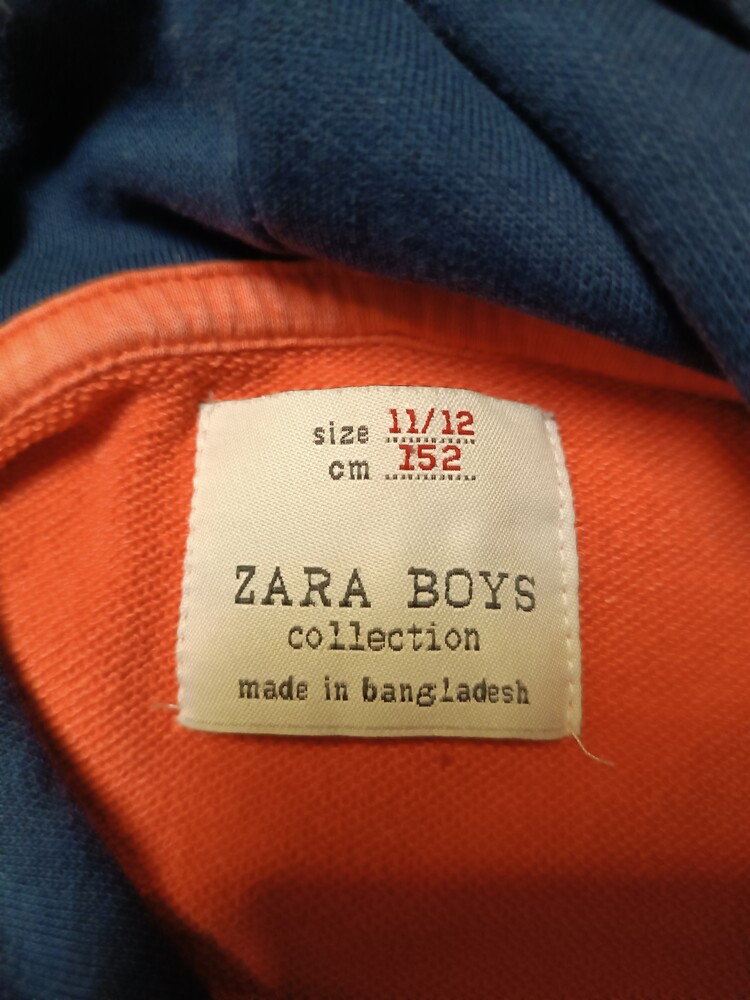 size 11/12
cm 152
ZARA BOYS
collection
made in bangladesh